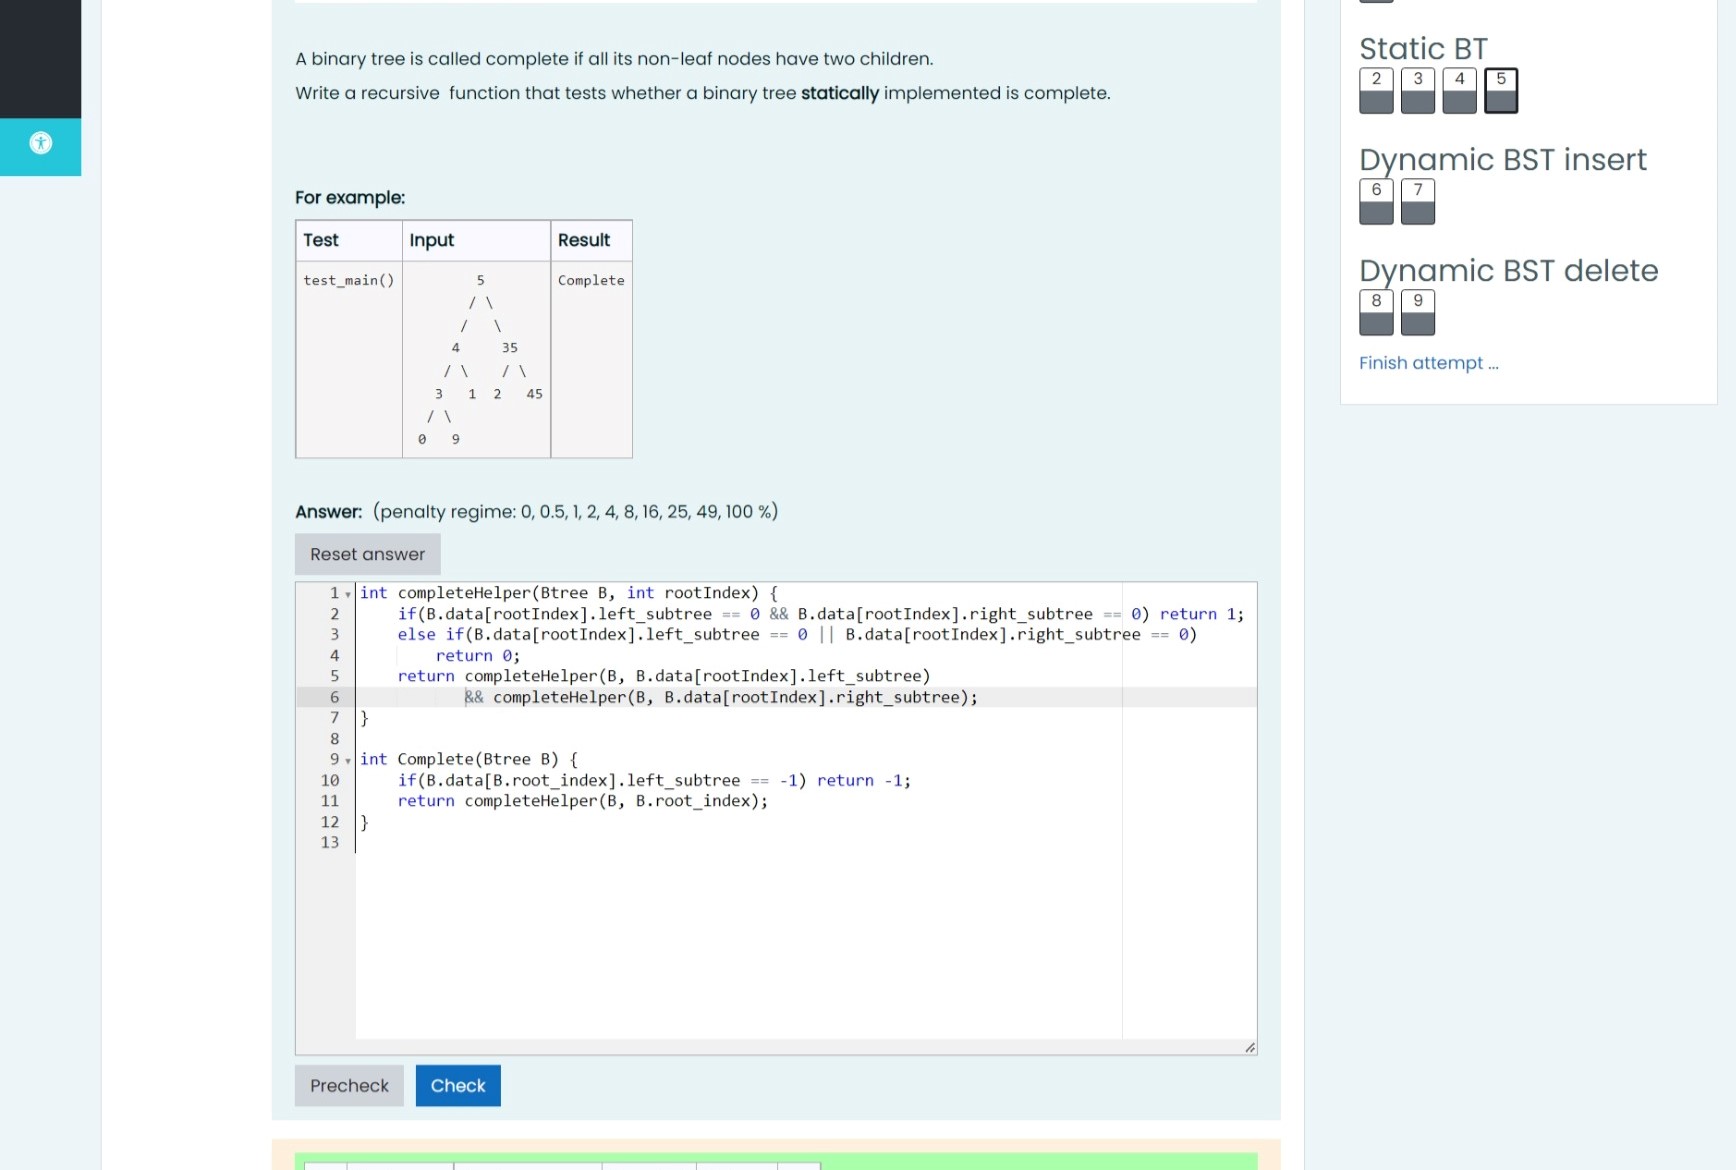 A binary tree is called complete if all its non-leaf nodes have two children.
Write a recursive function that tests whether a binary tree statically implemented is complete.
For example:
Test Input Result
test_main() 5 Complete
/ \
/ \
4 35
/ \ / \
3 1 2 45
/ \
0 9
Answer: (penalty regime: 0, 0.5, 1, 2, 4, 8, 16, 25, 49, 100 %)
Reset answer
1 int completeHelper(Btree B, int rootIndex) {
2 if(B.data[rootIndex].left_subtree == 0 && B.data[rootIndex].right_subtree == 0) return 1;
3 else if(B.data[rootIndex].left_subtree == 0 || B.data[rootIndex].right_subtree == 0)
4 return 0;
5 return completeHelper(B, B.data[rootIndex].left_subtree)
6 && completeHelper(B, B.data[rootIndex].right_subtree);
7 }
8
9 int Complete(Btree B) {
10 if(B.data[B.root_index].left_subtree == -1) return -1;
11 return completeHelper(B, B.root_index);
12 }
13
Precheck
Check
Static BT
2 3 4 5
Dynamic BST insert
6 7
Dynamic BST delete
8 9
Finish attempt ...